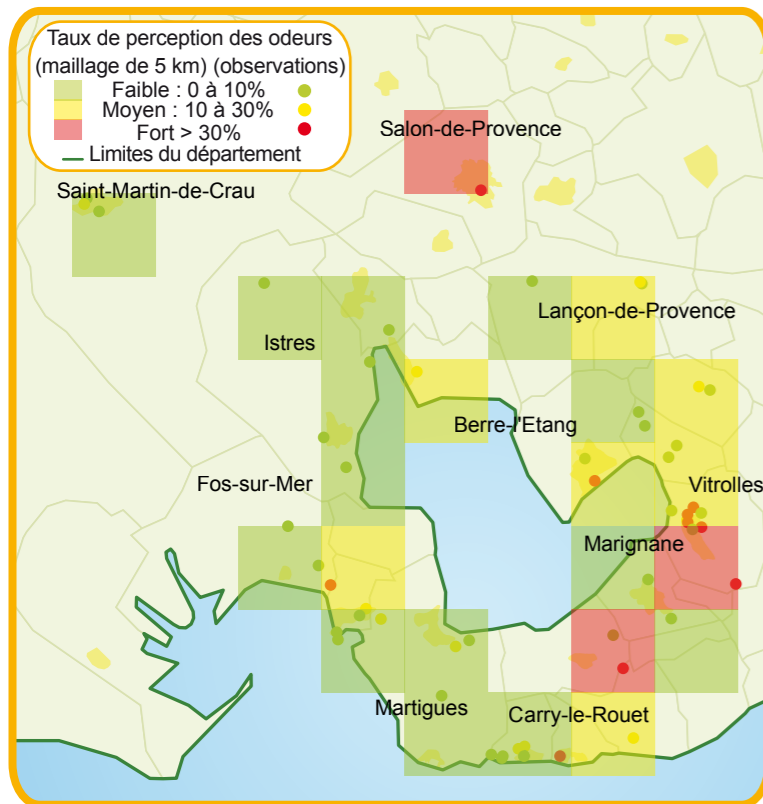 Taux de perception des odeurs
(maillage de 5 km) (observations)
Faible : 0 à 10%
Moyen : 10 à 30%
Fort > 30%
Limites du département
Salon-de-Provence
Saint-Martin-de-Crau
Lançon-de-Provence
Istres
Berre-l'Etang
Fos-sur-Mer
Vitrolles
Marignane
Martigues
Carry-le-Rouet